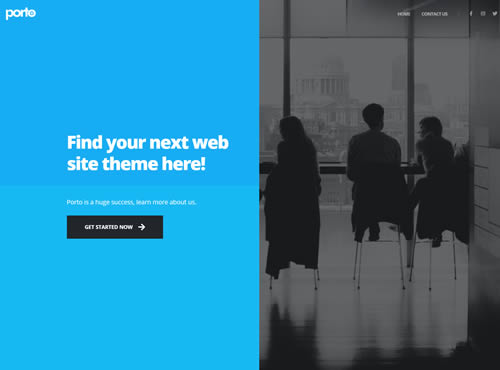 porto
HOME
CONTACT US
Find your next web
site theme here!
Porto is a huge success, learn more about us.
GET STARTED NOW